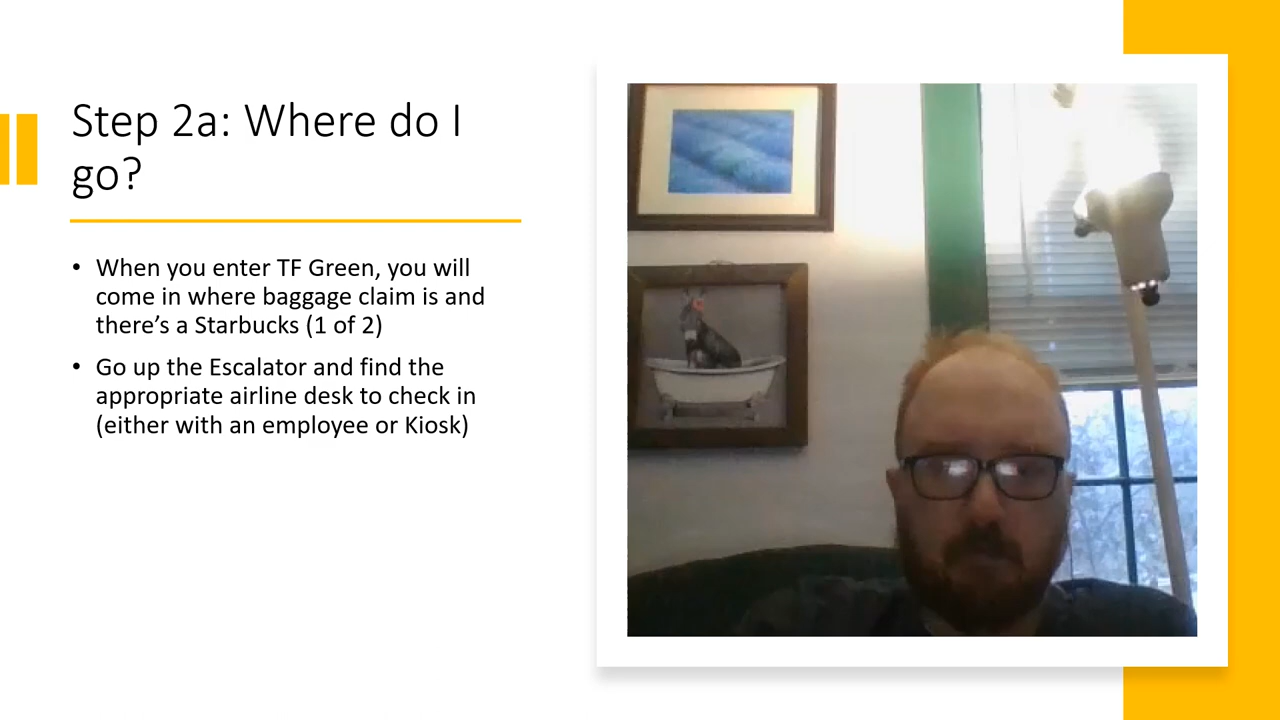 Step 2a: Where do I
go?
• When you enter TF Green, you will
come in where baggage claim is and
there’s a Starbucks (1 of 2)
• Go up the Escalator and find the
appropriate airline desk to check in
(either with an employee or Kiosk)